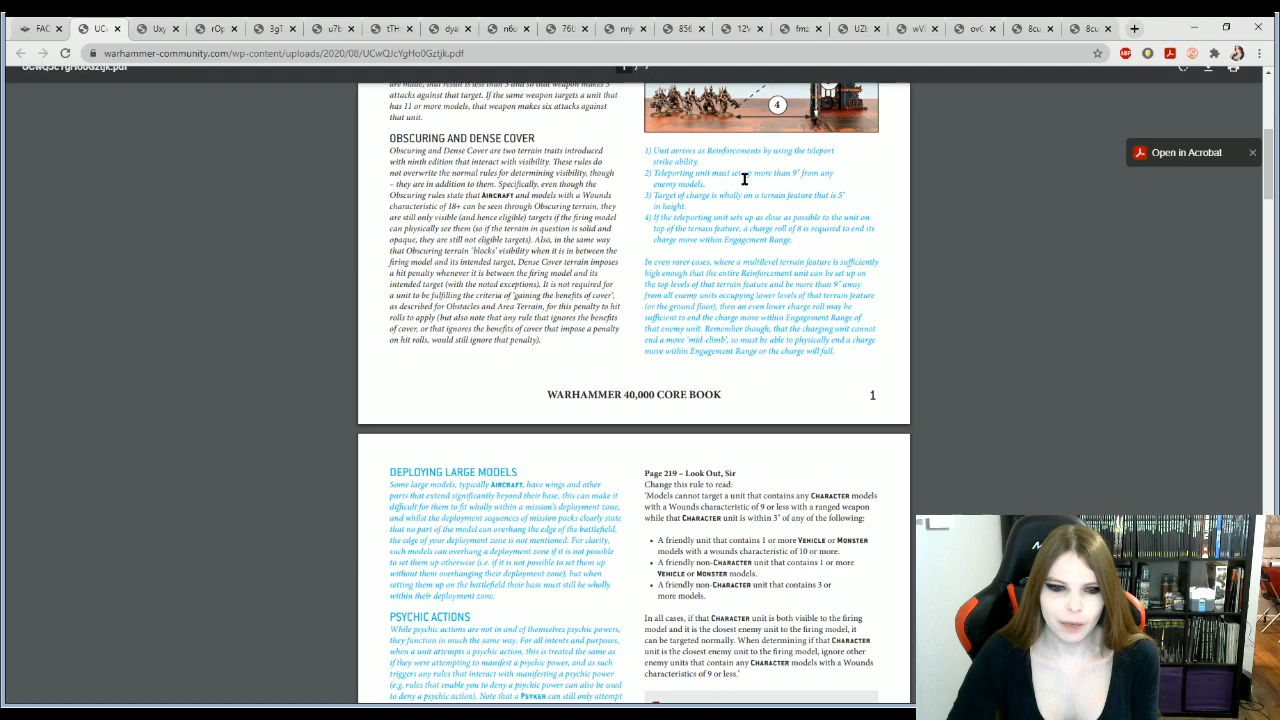 FAC
UC
Uxy
rOp
3gT
u7b
tTH
dya
n6u
76U
nnji
856
12V
fmz
UZl
wVi
ovC
8cu
8cu
warhammer-community.com/wp-content/uploads/2020/08/UCwQJcYgHo0Gztjk.pdf
UCwQJcYgHo0Gztjk.pdf
ABP
Open in Acrobat
are made, that result is less than 3 and so that weapon makes 3
attacks against that target. If the same weapon targets a unit that
has 11 or more models, that weapon makes six attacks against
that unit.
OBSCURING AND DENSE COVER
Obscuring and Dense Cover are two terrain traits introduced
with ninth edition that interact with visibility. These rules do
not overwrite the normal rules for determining visibility, though
– they are in addition to them. Specifically, even though the
Obscuring rules state that AIRCRAFT and models with a Wounds
characteristic of 18+ can be seen through Obscuring terrain, they
are still only visible (and hence eligible) targets if the firing model
can physically see them (so if the terrain in question is solid and
opaque, they are still not eligible targets). Also, in the same way
that Obscuring terrain 'blocks' visibility when it is in between the
firing model and its intended target, Dense Cover terrain imposes
a hit penalty whenever it is between the firing model and its
intended target (with the noted exceptions). It is not required for
a unit to be fulfilling the criteria of 'gaining the benefits of cover',
as described for Obstacles and Area Terrain, for this penalty to hit
rolls to apply (but also note that any rule that ignores the benefits
of cover, or that ignores the benefits of cover that impose a penalty
on hit rolls, would still ignore that penalty).
4
1) Unit arrives as Reinforcements by using the teleport
strike ability.
2) Teleporting unit must set up more than 9" from any
enemy models.
3) Target of charge is wholly on a terrain feature that is 5"
in height.
4) If the teleporting unit sets up as close as possible to the unit on
top of the terrain feature, a charge roll of 8 is required to end its
charge move within Engagement Range.
In even rarer cases, where a multilevel terrain feature is sufficiently
high enough that the entire Reinforcement unit can be set up on
the top levels of that terrain feature and be more than 9" away
from all enemy units occupying lower levels of that terrain feature
(or the ground floor), then an even lower charge roll may be
sufficient to end the charge move within Engagement Range of
that enemy unit. Remember though, that the charging unit cannot
end a move 'mid-climb', so must be able to physically end a charge
move within Engagement Range or the charge will fail.
WARHAMMER 40,000 CORE BOOK
1
DEPLOYING LARGE MODELS
Some large models, typically AIRCRAFT, have wings and other
parts that extend significantly beyond their base, this can make it
difficult for them to fit wholly within a mission's deployment zone,
and whilst the deployment sequences of mission packs clearly state
that no part of the model can overhang the edge of the battlefield,
the edge of your deployment zone is not mentioned. For clarity,
such models can overhang a deployment zone if it is not possible
to set them up otherwise (i.e. if it is not possible to set them up
without them overhanging their deployment zone), but when
setting them up on the battlefield their base must still be wholly
within their deployment zone.
PSYCHIC ACTIONS
While psychic actions are not in and of themselves psychic powers,
they function in much the same way. For all intents and purposes,
when a unit attempts a psychic action, this is treated the same as
if they were attempting to manifest a psychic power, and as such
triggers any rules that interact with manifesting a psychic power
(e.g. rules that enable you to deny a psychic power can also be used
to deny a psychic action). Note that a PSYKER can still only attempt
Page 219 – Look Out, Sir
Change this rule to read:
'Models cannot target a unit that contains any CHARACTER models
with a Wounds characteristic of 9 or less with a ranged weapon
while that CHARACTER unit is within 3" of any of the following:
• A friendly unit that contains 1 or more VEHICLE or MONSTER
models with a wounds characteristic of 10 or more.
• A friendly non-CHARACTER unit that contains 1 or more
VEHICLE or MONSTER models.
• A friendly non-CHARACTER unit that contains 3 or
more models.
In all cases, if that CHARACTER unit is both visible to the firing
model and it is the closest enemy unit to the firing model, it
can be targeted normally. When determining if that CHARACTER
unit is the closest enemy unit to the firing model, ignore other
enemy units that contain any CHARACTER models with a Wounds
characteristics of 9 or less.'